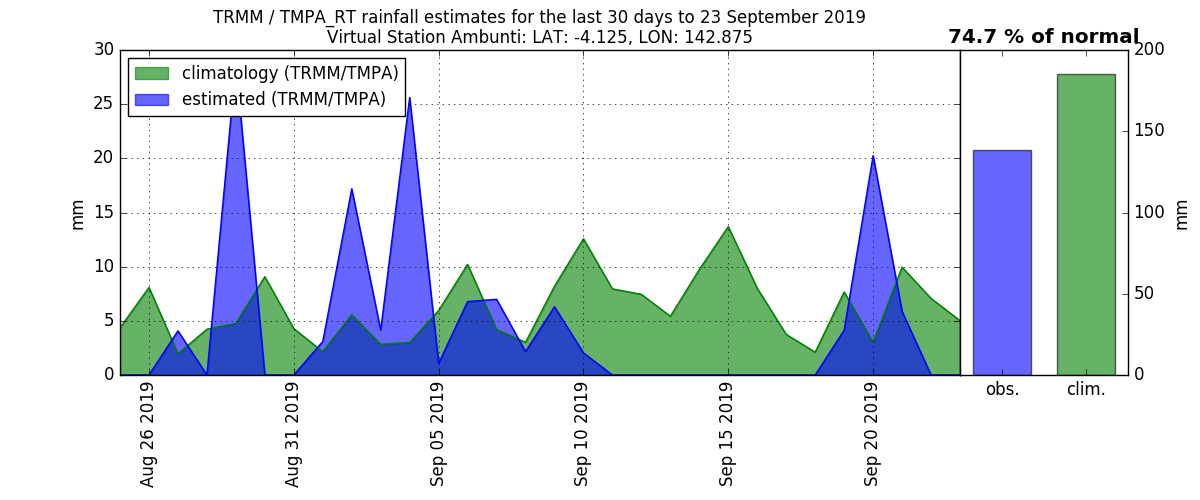 TRMM / TMPA_RT rainfall estimates for the last 30 days to 23 September 2019
Virtual Station Ambunti: LAT: -4.125, LON: 142.875
74.7 % of normal
climatology (TRMM/TMPA)
estimated (TRMM/TMPA)
30
25
20
15
10
5
0
mm
Aug 26 2019
Aug 31 2019
Sep 05 2019
Sep 10 2019
Sep 15 2019
Sep 20 2019
200
150
100
50
0
mm
obs.
clim.